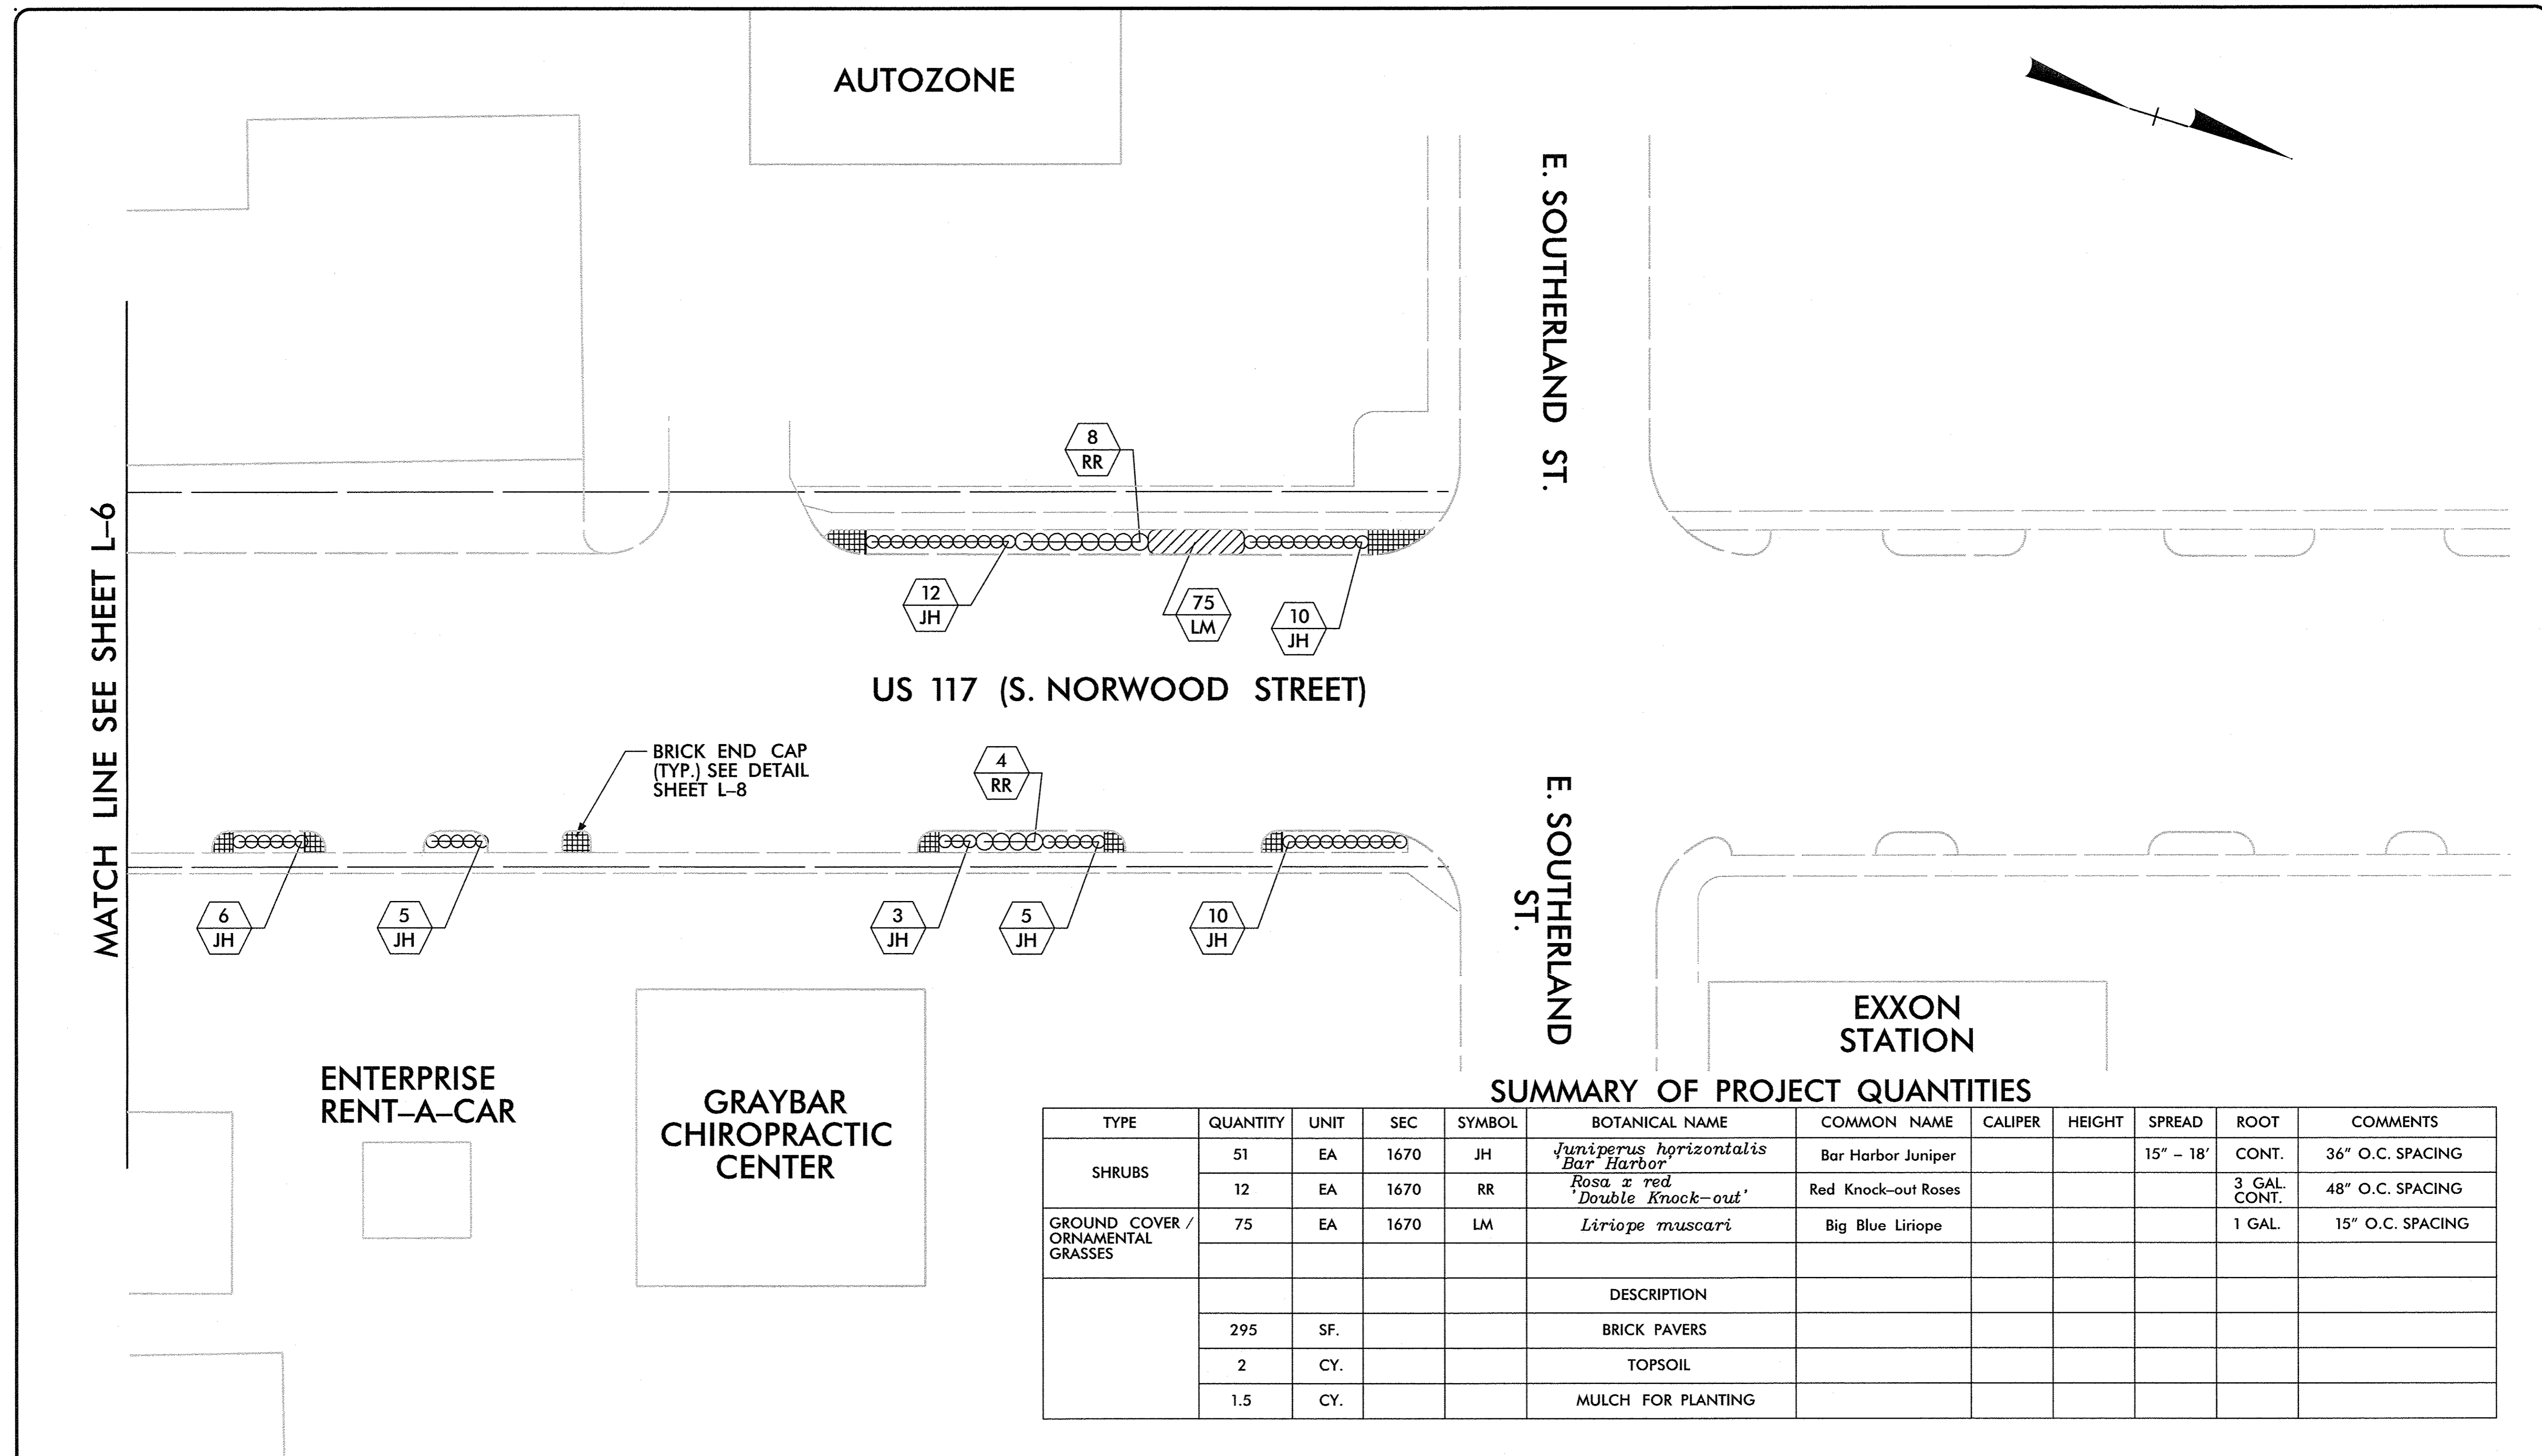 AUTOZONE
E. SOUTHERLAND ST.
8
RR
12
JH
75
LM
10
JH
MATCH LINE SEE SHEET L-6
US 117 (S. NORWOOD STREET)
BRICK END CAP
(TYP.) SEE DETAIL
SHEET L-8
4
RR
E. SOUTHERLAND
ST.
6
JH
5
JH
3
JH
5
JH
10
JH
ENTERPRISE
RENT-A-CAR
GRAYBAR
CHIROPRACTIC
CENTER
EXXON
STATION
SUMMARY OF PROJECT QUANTITIES
TYPE QUANTITY UNIT SEC SYMBOL BOTANICAL NAME COMMON NAME CALIPER HEIGHT SPREAD ROOT COMMENTS
SHRUBS
51 EA 1670 JH Juniperus horizontalis 'Bar Harbor' Bar Harbor Juniper 15" - 18' CONT. 36" O.C. SPACING
12 EA 1670 RR Rosa x red 'Double Knock-out' Red Knock-out Roses 3 GAL. CONT. 48" O.C. SPACING
GROUND COVER /
ORNAMENTAL
GRASSES
75 EA 1670 LM Liriope muscari Big Blue Liriope 1 GAL. 15" O.C. SPACING
DESCRIPTION
295 SF. BRICK PAVERS
2 CY. TOPSOIL
1.5 CY. MULCH FOR PLANTING